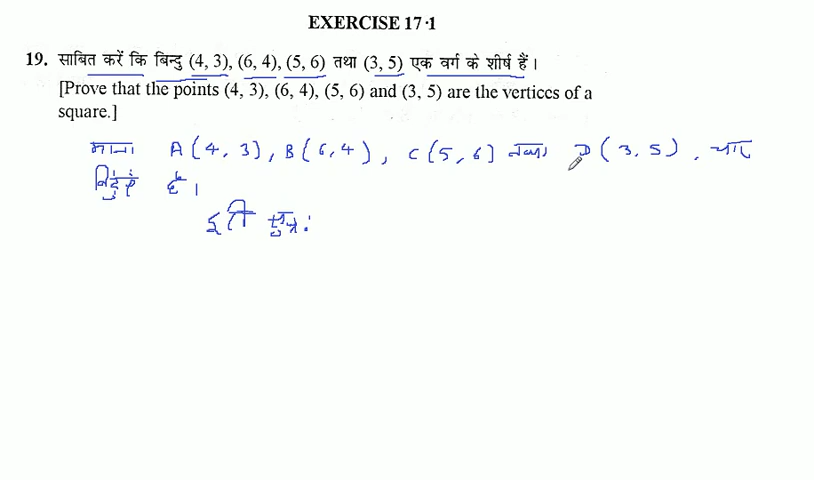 EXERCISE 17·1
19. साबित करें कि बिन्दु (4, 3), (6, 4), (5, 6) तथा (3, 5) एक वर्ग के शीर्ष हैं।
[Prove that the points (4, 3), (6, 4), (5, 6) and (3, 5) are the vertices of a
square.]
माना A(4, 3), B(6,4), C(5, 6) तथा D(3, 5), चार
बिंदुएँ हैं।
दूरी सूत्र: